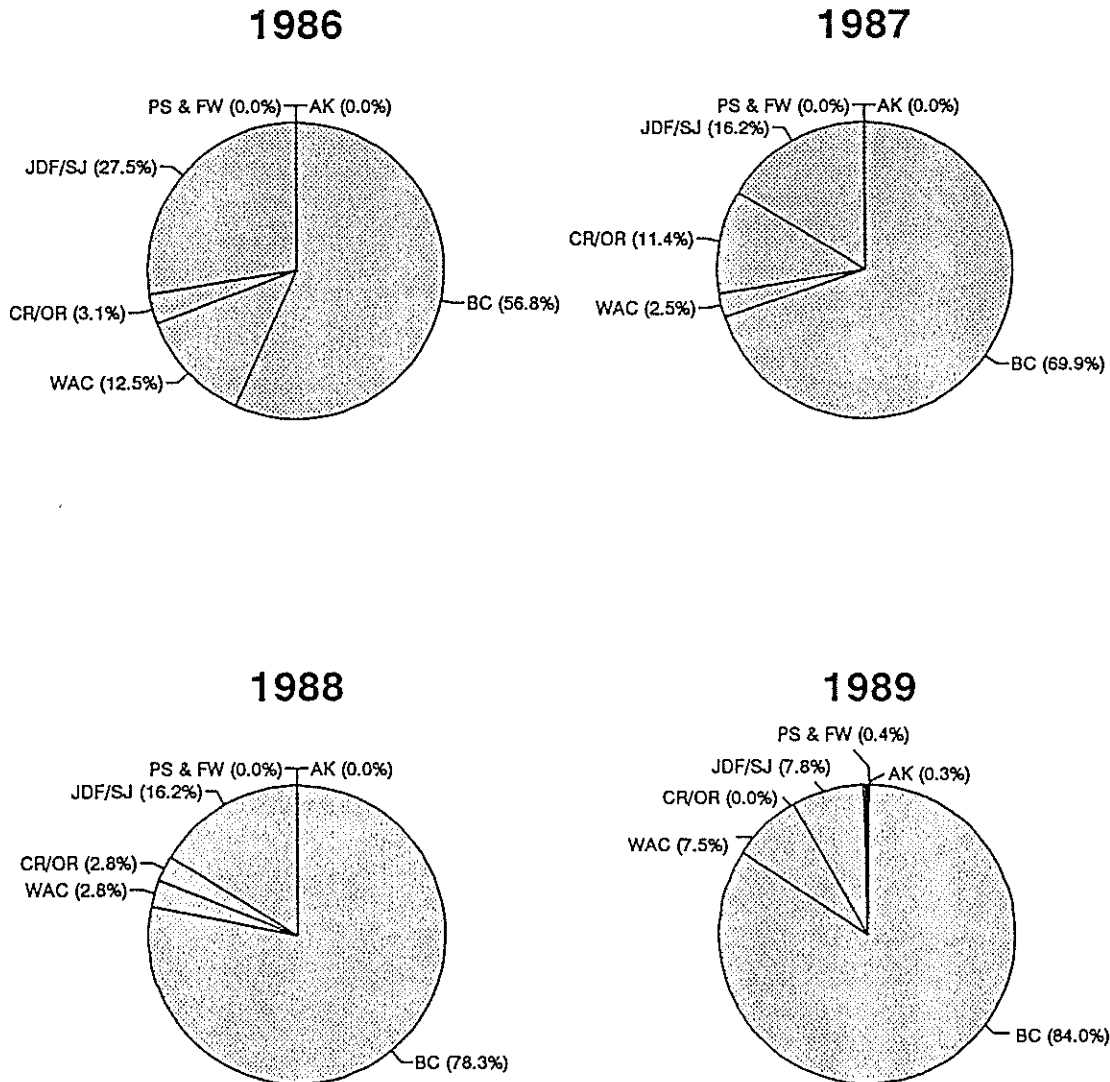 1986
PS & FW (0.0%) AK (0.0%)
JDF/SJ (27.5%)
CR/OR (3.1%)
BC (56.8%)
WAC (12.5%)
1987
PS & FW (0.0%) AK (0.0%)
JDF/SJ (16.2%)
CR/OR (11.4%)
WAC (2.5%)
BC (69.9%)
1988
PS & FW (0.0%) AK (0.0%)
JDF/SJ (16.2%)
CR/OR (2.8%)
WAC (2.8%)
BC (78.3%)
1989
PS & FW (0.4%)
JDF/SJ (7.8%)
AK (0.3%)
CR/OR (0.0%)
WAC (7.5%)
BC (84.0%)